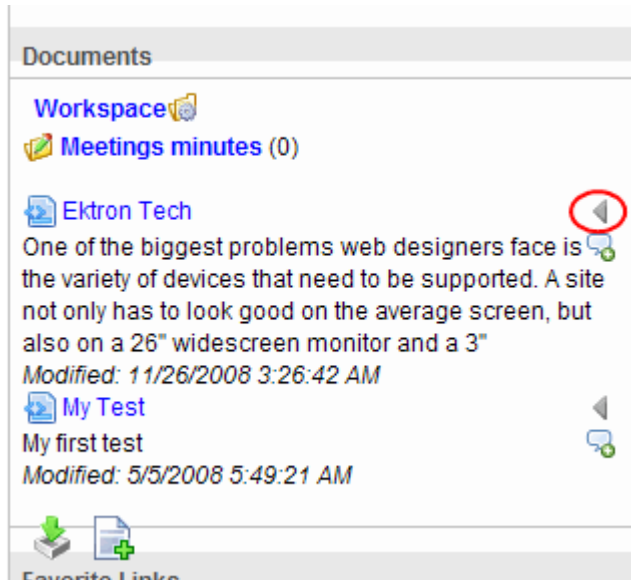 Documents
Workspace
Meetings minutes (0)
Ektron Tech
One of the biggest problems web designers face is
the variety of devices that need to be supported. A site
not only has to look good on the average screen, but
also on a 26" widescreen monitor and a 3"
Modified: 11/26/2008 3:26:42 AM
My Test
My first test
Modified: 5/5/2008 5:49:21 AM
Favorite Links